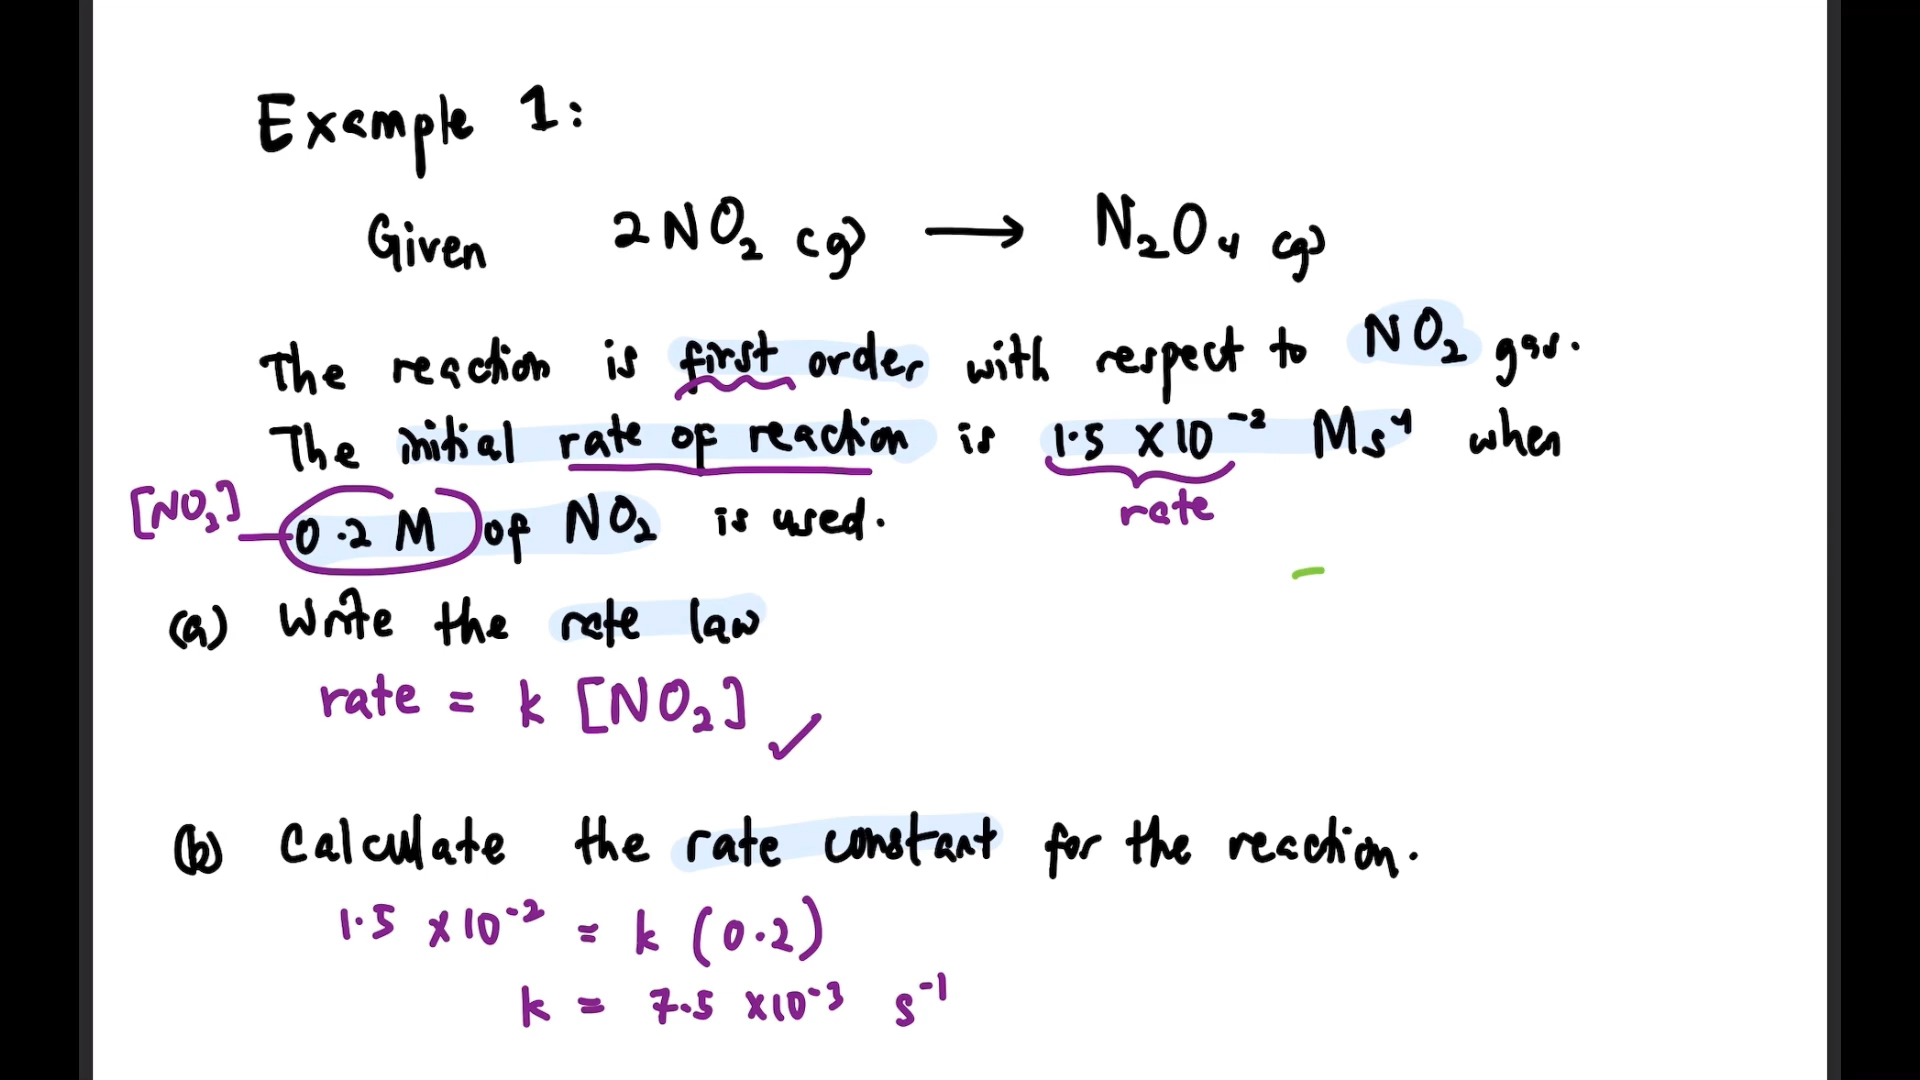 Example 1:
Given 2NO₂ (g) → N₂O₄ (g)
The reaction is first order with respect to NO₂ gas.
The initial rate of reaction is 1.5 x 10⁻² Ms⁻¹ when
[NO₂] 0.2 M of NO₂ is used.
rate
(a) Write the rate law
rate = k [NO₂]
(b) Calculate the rate constant for the reaction.
1.5 x 10⁻² = k (0.2)
k = 7.5 x10⁻³ s⁻¹